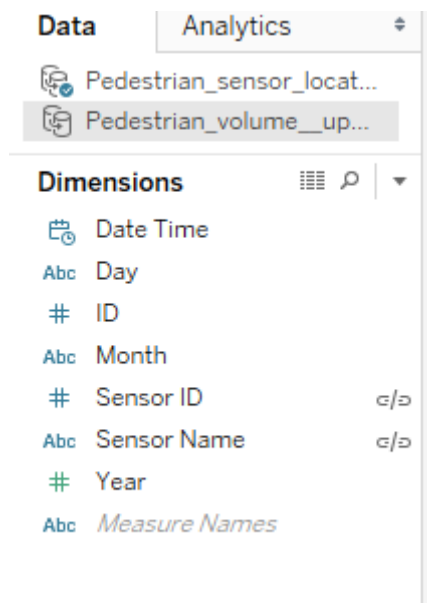 Data Analytics
Pedestrian_sensor_locat...
Pedestrian_volume__up...
Dimensions
Date Time
Abc Day
# ID
Abc Month
# Sensor ID
Abc Sensor Name
# Year
Abc Measure Names